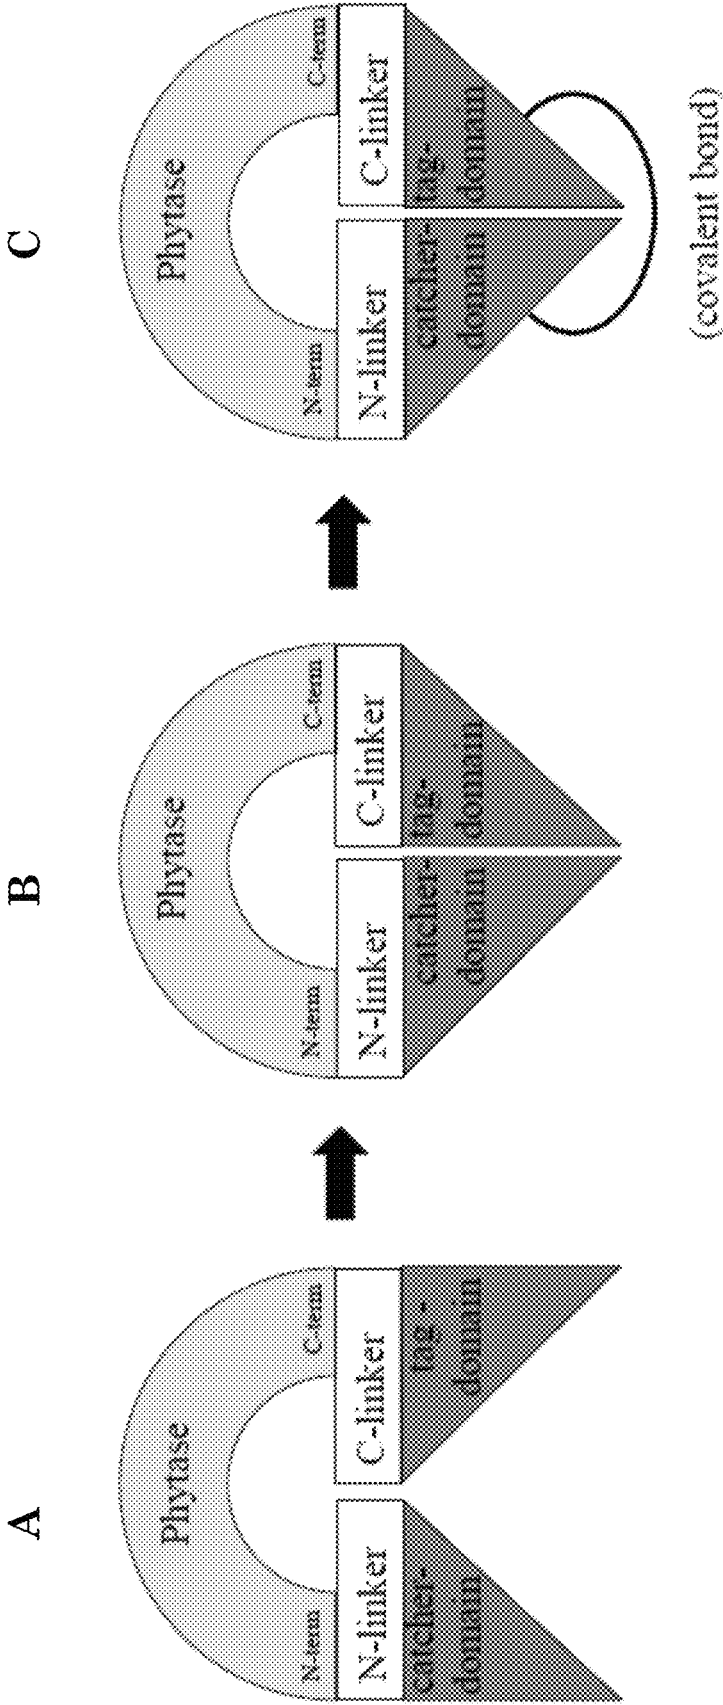 A
Phytase
N-term
C-term
N-linker
C-linker
catcher-
domain
tag -
domain
B
Phytase
N-term
C-term
N-linker
C-linker
catcher-
domain
tag-
domain
C
Phytase
N-term
C-term
N-linker
C-linker
catcher-
domain
tag-
domain
(covalent bond)